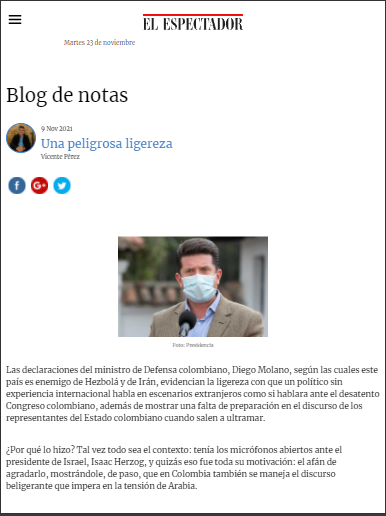 EL ESPECTADOR
Martes 23 de noviembre
Blog de notas
9 Nov 2021
Una peligrosa ligereza
Vicente Pérez
f G+
Foto: Presidencia
Las declaraciones del ministro de Defensa colombiano, Diego Molano, según las cuales este
país es enemigo de Hezbolá y de Irán, evidencian la ligereza con que un político sin
experiencia internacional habla en escenarios extranjeros como si hablara ante el desatento
Congreso colombiano, además de mostrar una falta de preparación en el discurso de los
representantes del Estado colombiano cuando salen a ultramar.
¿Por qué lo hizo? Tal vez todo sea el contexto: tenía los micrófonos abiertos ante el
presidente de Israel, Isaac Herzog, y quizás eso fue toda su motivación: el afán de
agradarlo, mostrándole, de paso, que en Colombia también se maneja el discurso
beligerante que impera en la tensión de Arabia.